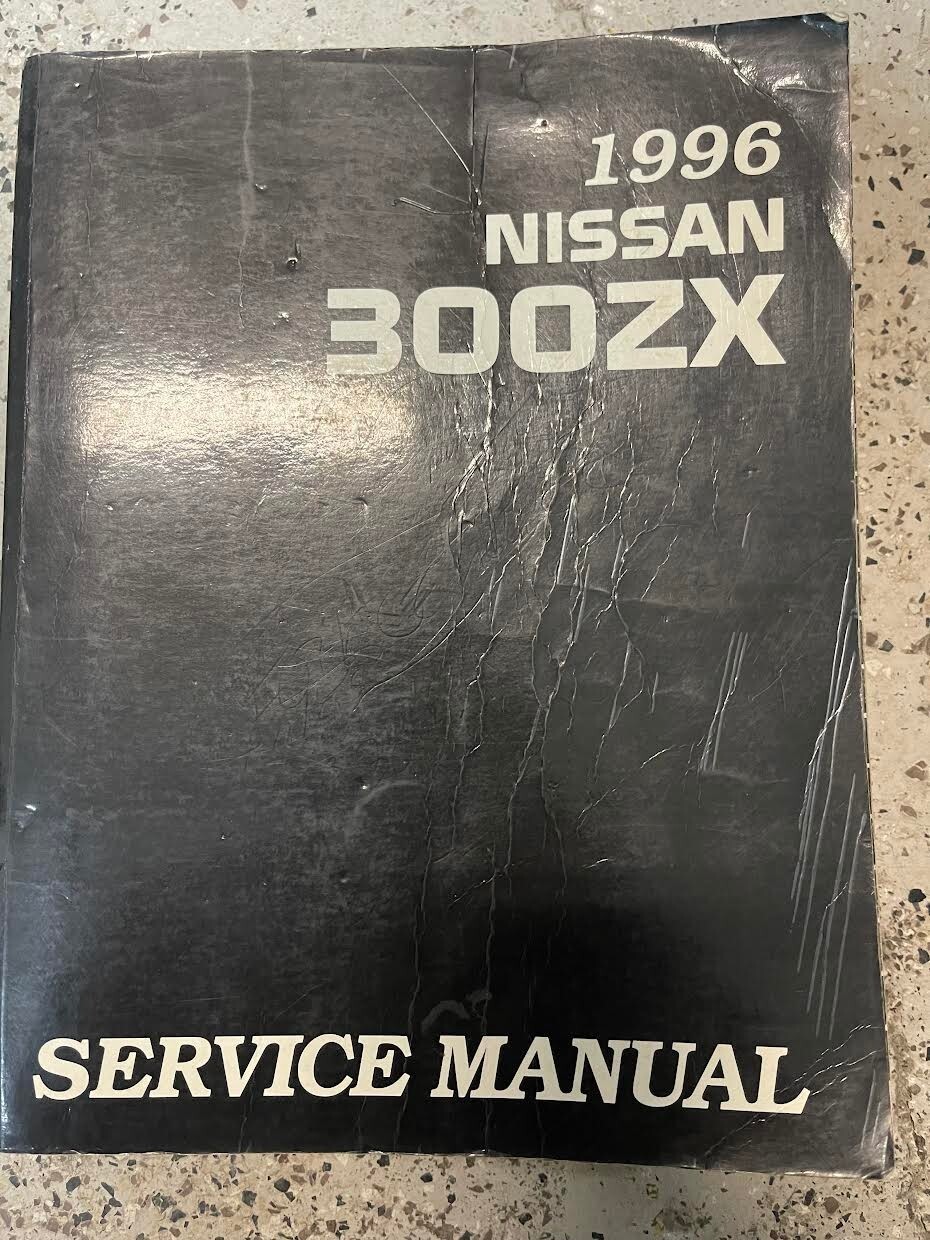 1996
NISSAN
300ZX
SERVICE MANUAL